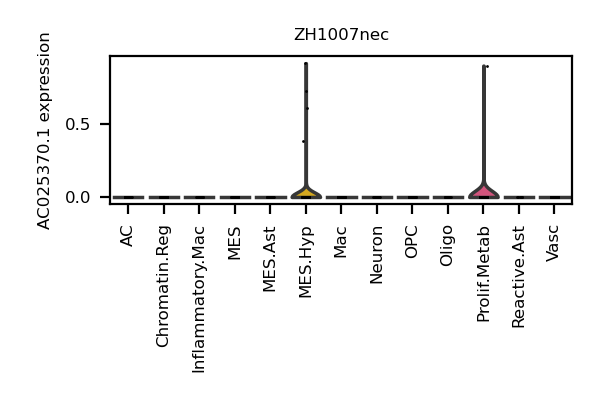 ZH1007nec
AC025370.1 expression
0.5
0.0
AC
Chromatin.Reg
Inflammatory.Mac
MES
MES.Ast
MES.Hyp
Mac
Neuron
OPC
Oligo
Prolif.Metab
Reactive.Ast
Vasc